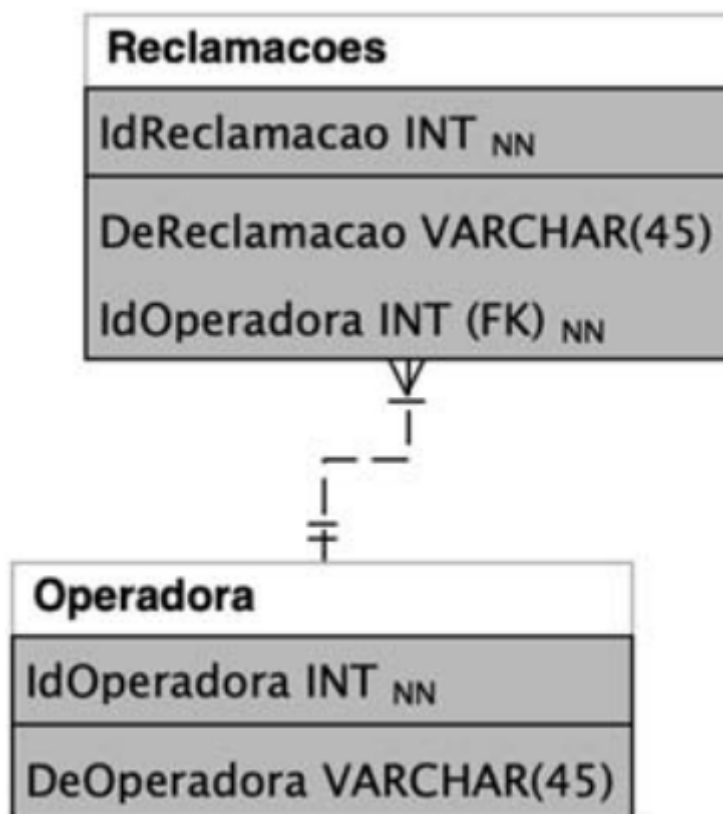 Reclamacoes
IdReclamacao INT NN
DeReclamacao VARCHAR(45)
IdOperadora INT (FK) NN
Operadora
IdOperadora INT NN
DeOperadora VARCHAR(45)